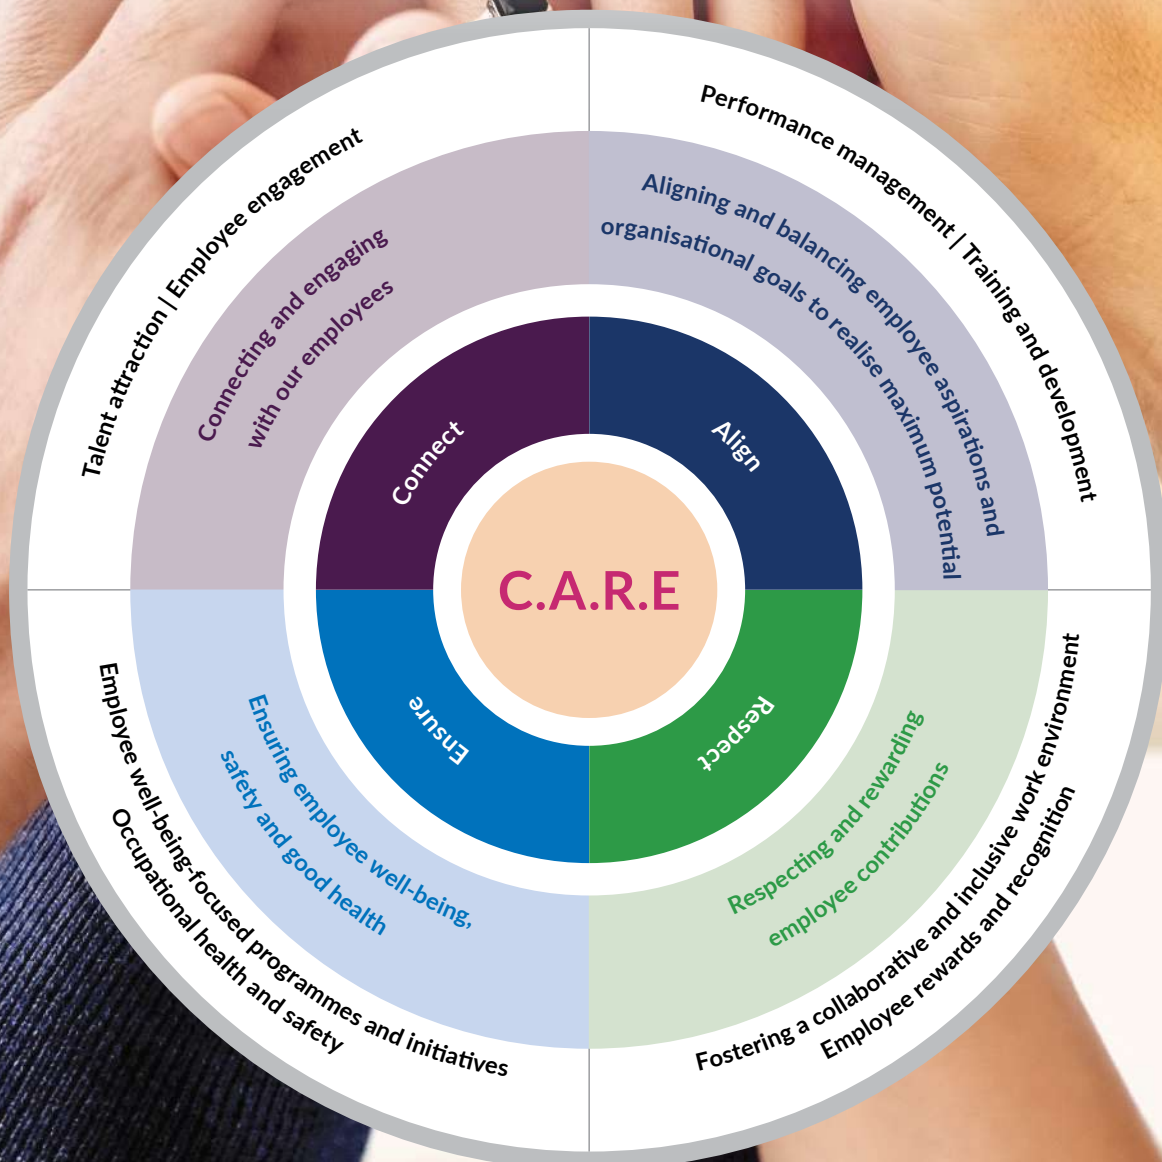 C.A.R.E
Connect
Connecting and engaging
with our employees
Talent attraction | Employee engagement
Align
Aligning and balancing employee aspirations and
organisational goals to realise maximum potential
Performance management | Training and development
Respect
Respecting and rewarding
employee contributions
Fostering a collaborative and inclusive work environment
Employee rewards and recognition
Ensure
Ensuring employee well-being,
safety and good health
Employee well-being-focused programmes and initiatives
Occupational health and safety